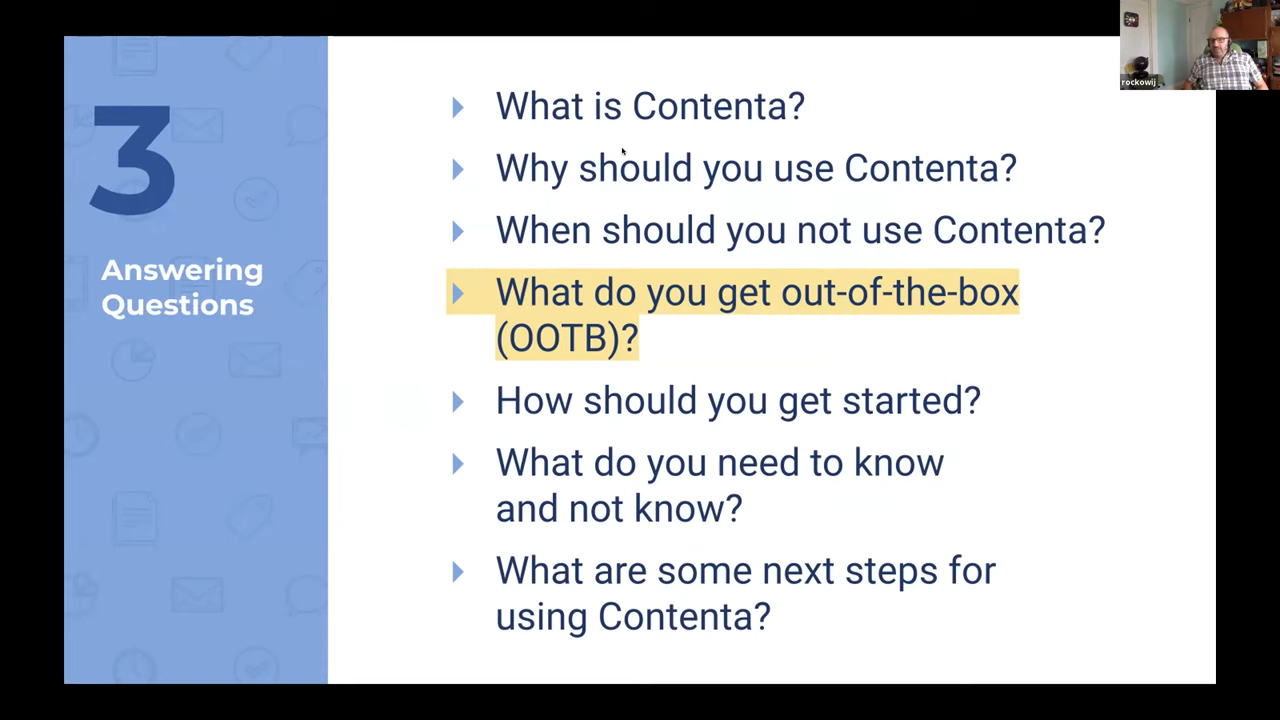 3
Answering
Questions
What is Contenta?
Why should you use Contenta?
When should you not use Contenta?
What do you get out-of-the-box
(OOTB)?
How should you get started?
What do you need to know
and not know?
What are some next steps for
using Contenta?
rockowij